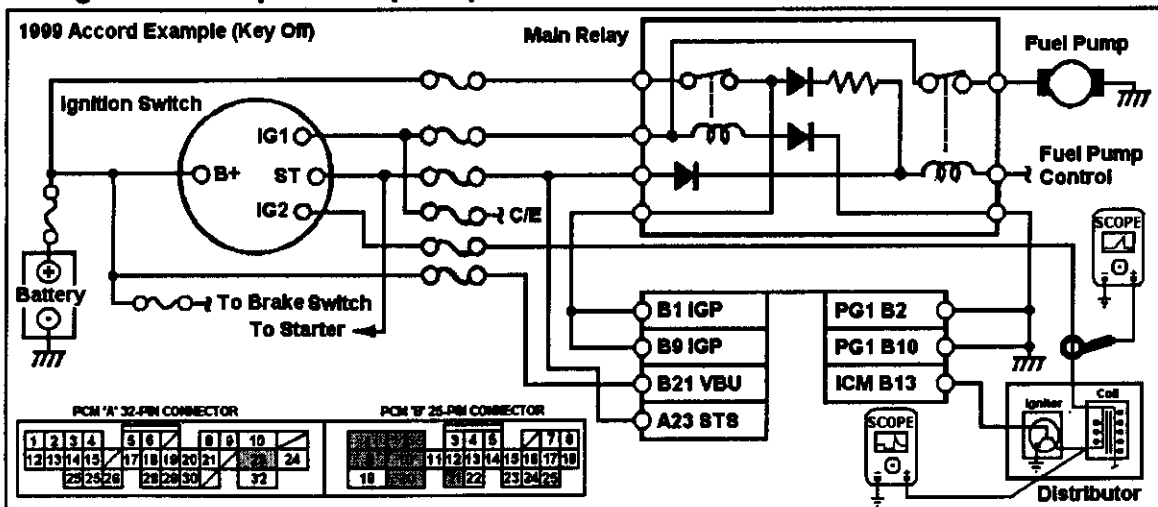 1999 Accord Example (Key Off)
Main Relay
Fuel Pump
Ignition Switch
IG1
B+
ST
IG2
C/E
Fuel Pump
Control
SCOPE
Battery
To Brake Switch
To Starter
B1 IGP
B9 IGP
B21 VBU
A23 STS
PG1 B2
PG1 B10
ICM B13
PCM "A" 32-PIN CONNECTOR
1 2 3 4 5 6 8 9 10
12 13 14 15 17 18 19 20 21 24
25 25 26 28 29 30 32
PCM "B" 25-PIN CONNECTOR
3 4 5 7 8
11 12 13 14 15 16 17 18
18 22 23 24 25
SCOPE
Igniter
Coil
Distributor